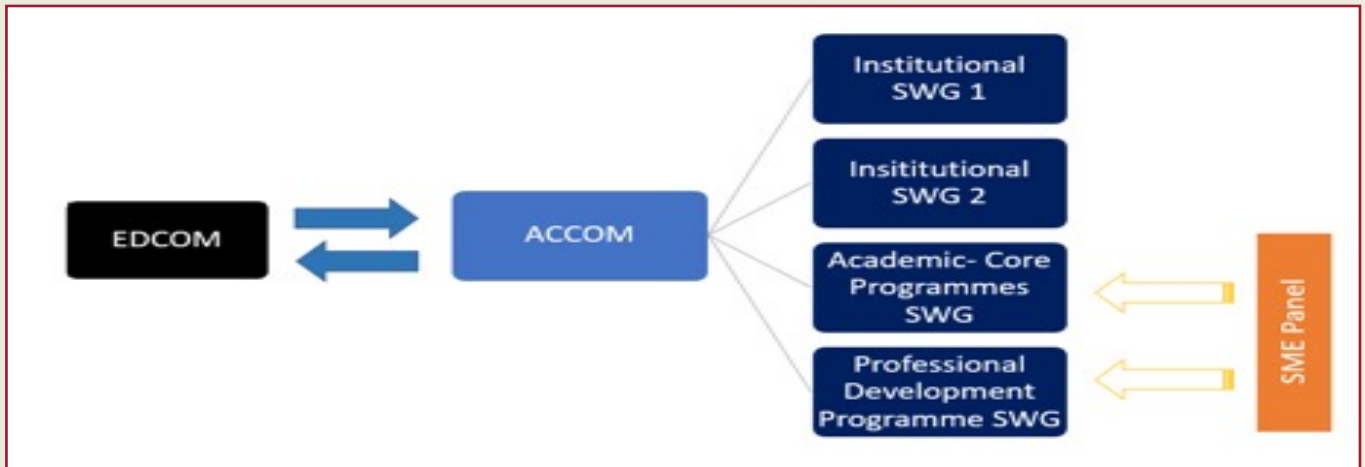 EDCOM
ACCOM
Institutional
SWG 1
Insititutional
SWG 2
Academic- Core
Programmes
SWG
Professional
Development
Programme SWG
SME Panel